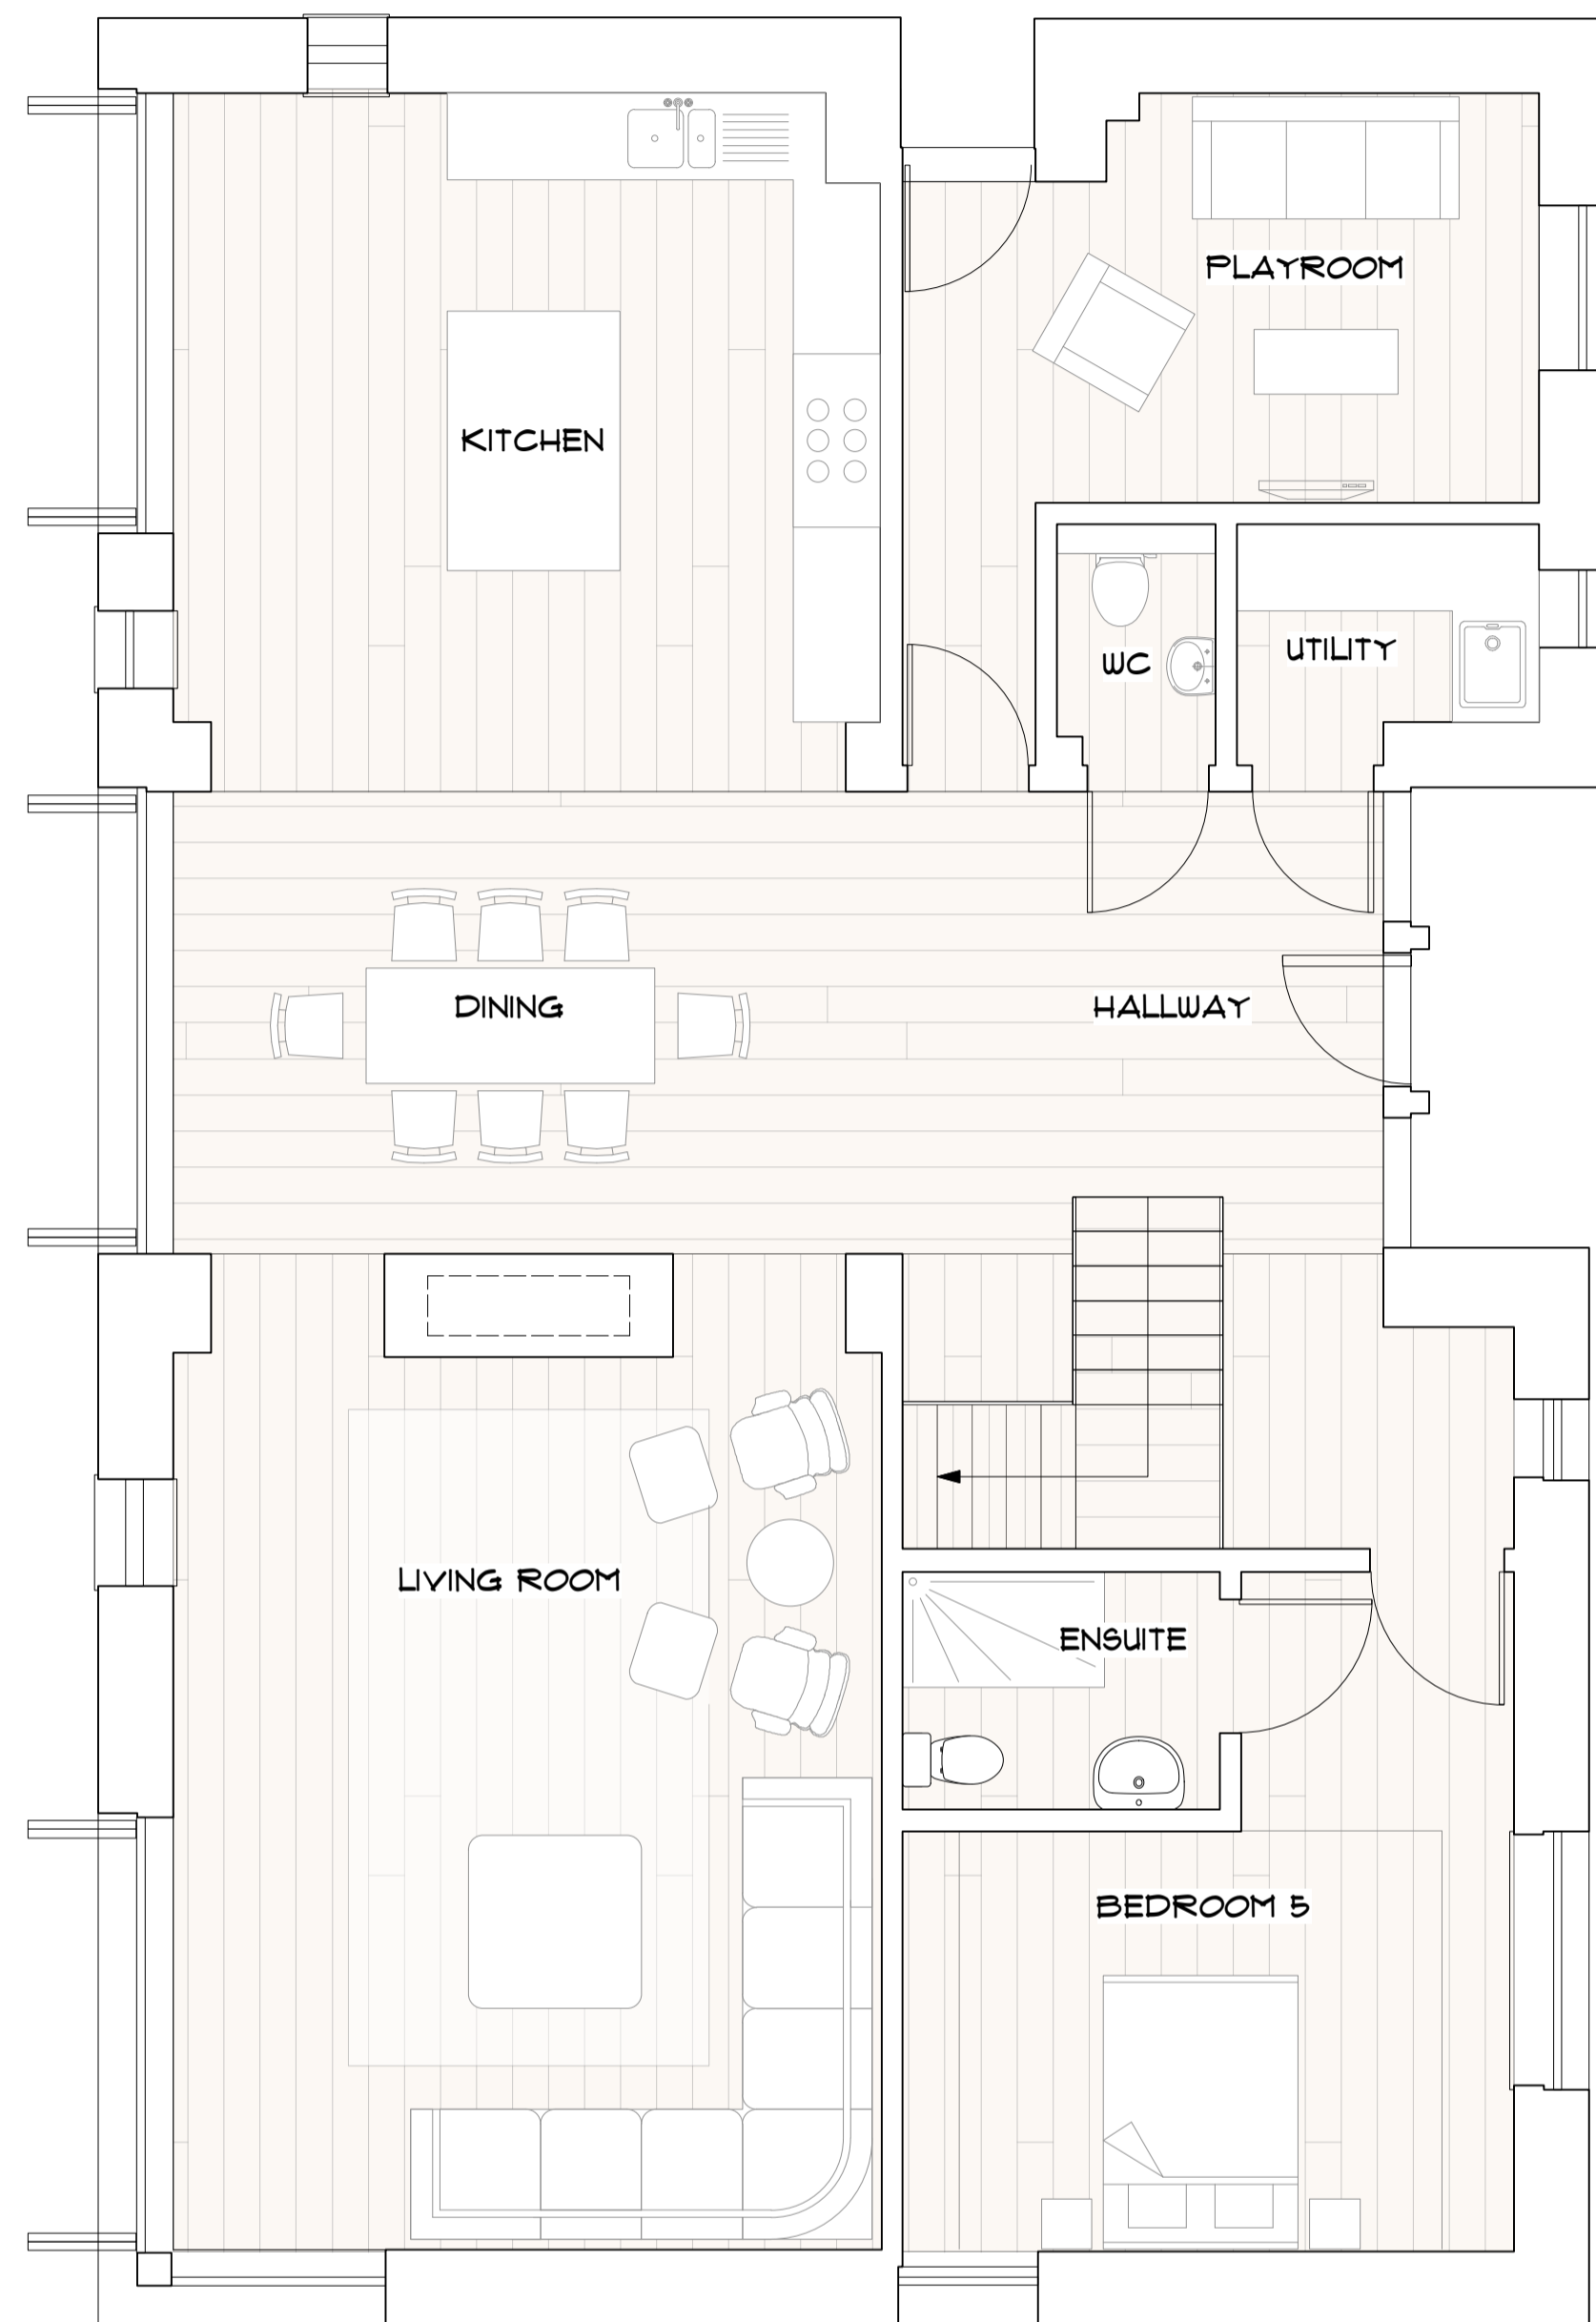 PLAYROOM
KITCHEN
WC
UTILITY
DINING
HALLWAY
LIVING ROOM
ENSUITE
BEDROOM 5